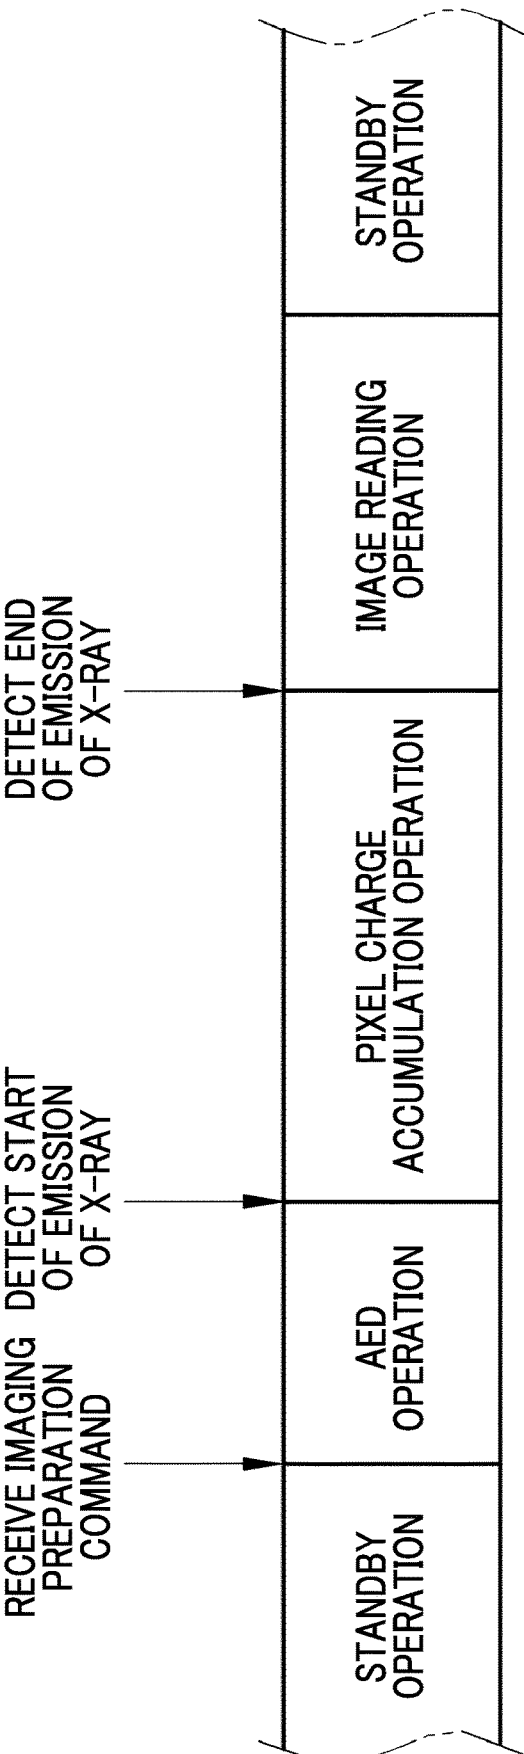 RECEIVE IMAGING
PREPARATION
COMMAND
DETECT START
OF EMISSION
OF X-RAY
DETECT END
OF EMISSION
OF X-RAY
STANDBY
OPERATION
AED
OPERATION
PIXEL CHARGE
ACCUMULATION OPERATION
IMAGE READING
OPERATION
STANDBY
OPERATION